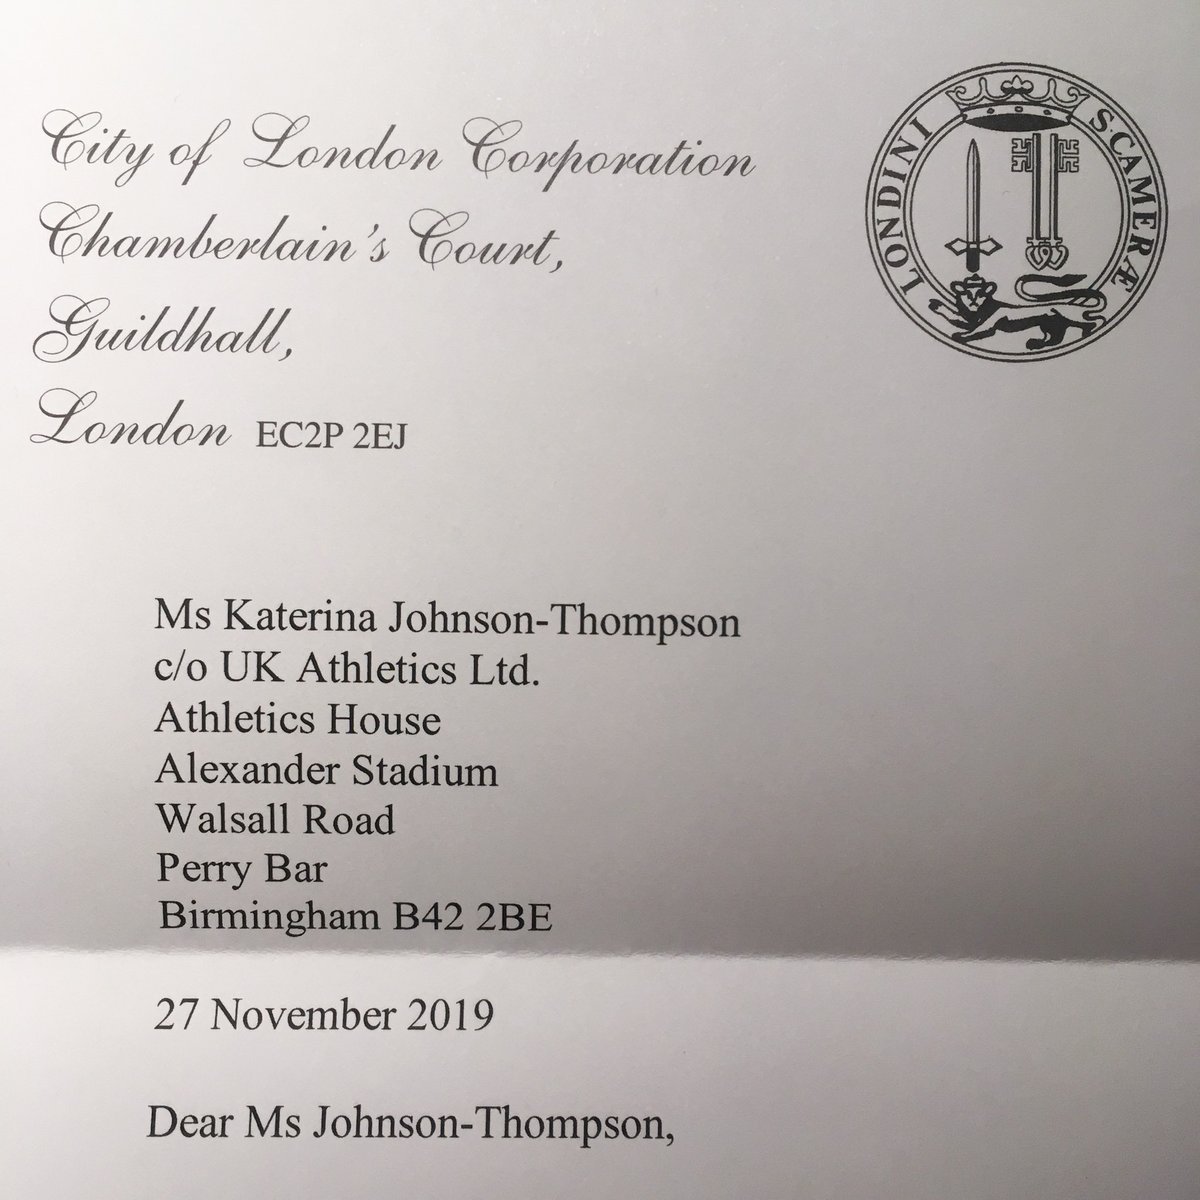 City of London Corporation
Chamberlain's Court,
Guildhall,
London EC2P 2EJ
LONDINI
S·CAMERÆ
Ms Katerina Johnson-Thompson
c/o UK Athletics Ltd.
Athletics House
Alexander Stadium
Walsall Road
Perry Bar
Birmingham B42 2BE
27 November 2019
Dear Ms Johnson-Thompson,